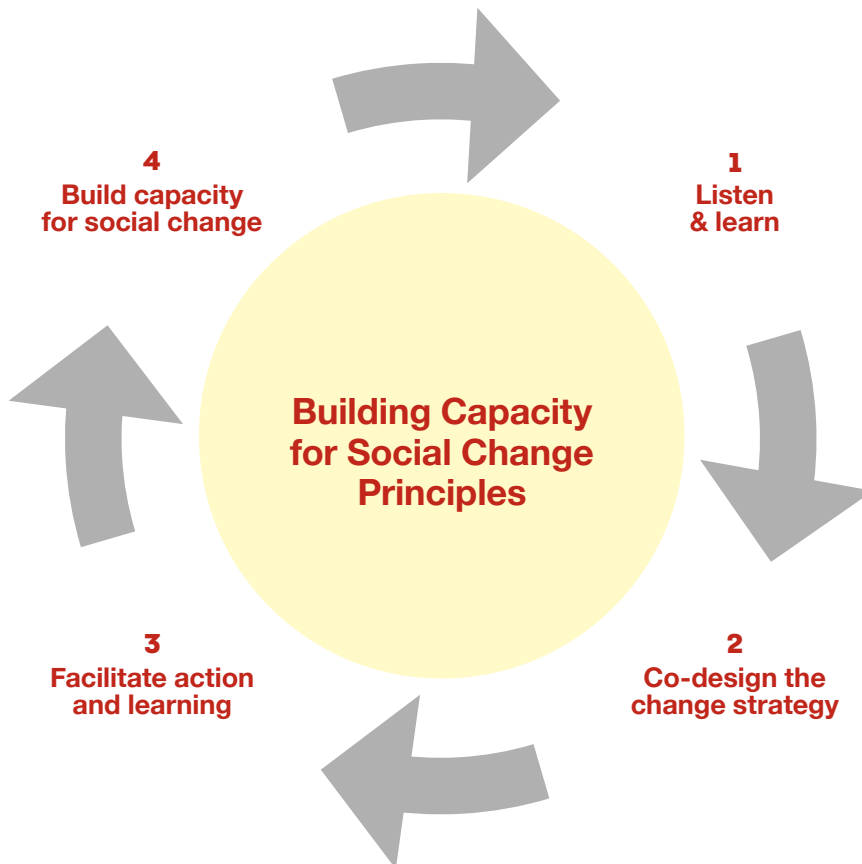 4
Build capacity
for social change
1
Listen
& learn
Building Capacity
for Social Change
Principles
3
Facilitate action
and learning
2
Co-design the
change strategy